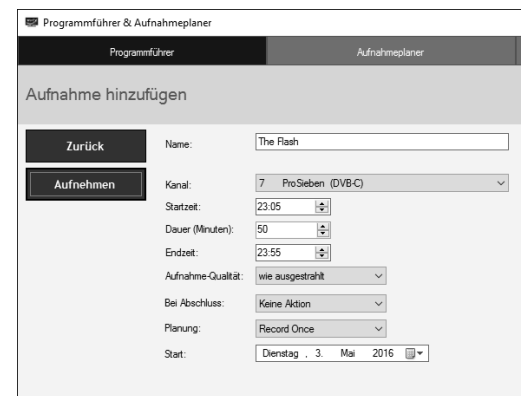 Programmführer & Aufnahmeplaner
Programmführer Aufnahmeplaner
Aufnahme hinzufügen
Zurück
Name: The Flash
Aufnehmen
Kanal: 7 ProSieben (DVB-C)
Startzeit: 23:05
Dauer (Minuten): 50
Endzeit: 23:55
Aufnahme-Qualität: wie ausgestrahlt
Bei Abschluss: Keine Aktion
Planung: Record Once
Start: Dienstag , 3. Mai 2016